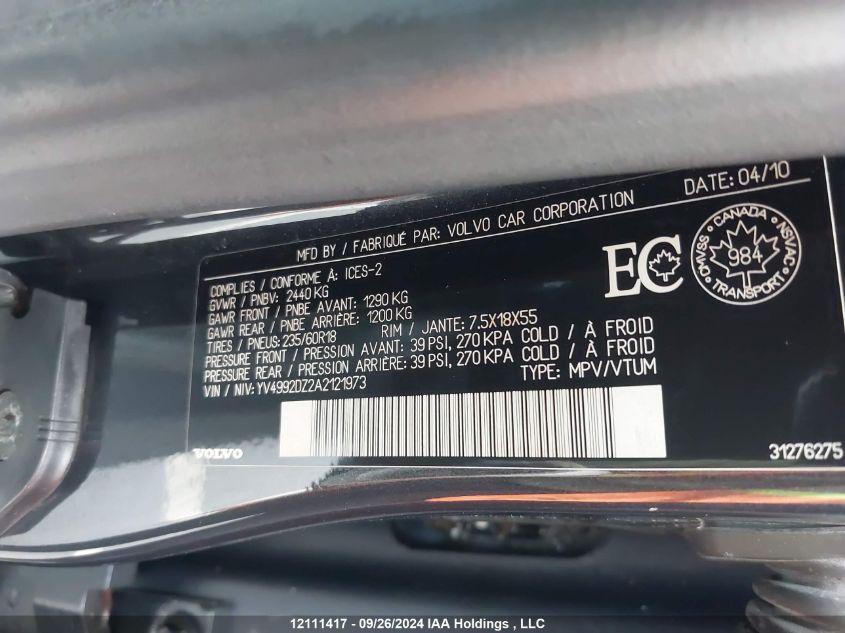 MFD BY / FABRIQUÉ PAR: VOLVO CAR CORPORATION DATE: 04/10
COMPLIES / CONFORME À: ICES-2
GVWR / PNBV: 2440 KG
GAWR FRONT / PNBE AVANT: 1290 KG
GAWR REAR / PNBE ARRIÈRE: 1200 KG
TIRES / PNEUS: 235/60R18 RIM / JANTE: 7.5X18X55
PRESSURE FRONT / PRESSION AVANT: 39 PSI, 270 KPA COLD / À FROID
PRESSURE REAR / PRESSION ARRIÈRE: 39 PSI, 270 KPA COLD / À FROID
VIN / NIV: YV4992DZ2A2121973 TYPE: MPV/VTUM
EC
CANADA
CMVSS 984 NSVAC
TRANSPORT
VOLVO 31276275
12111417 - 09/26/2024 IAA Holdings , LLC